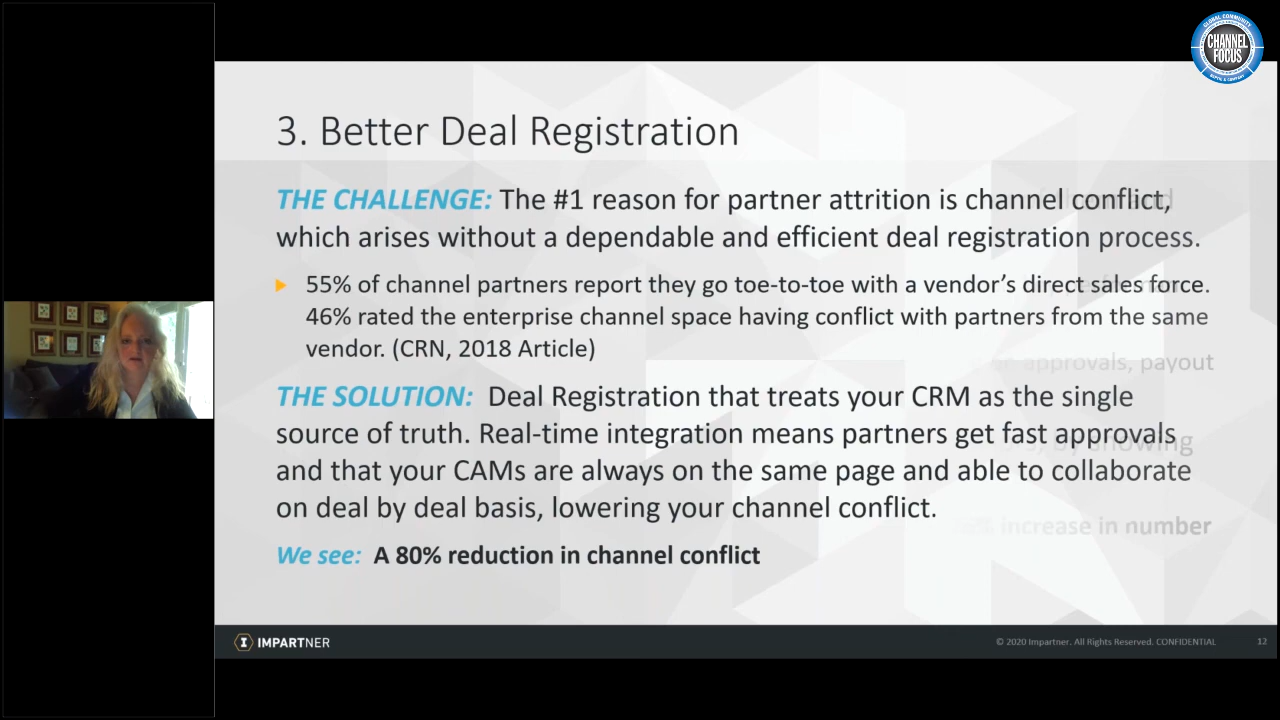 GLOBAL COMMUNITY
CHANNEL
FOCUS
3. Better Deal Registration
THE CHALLENGE: The #1 reason for partner attrition is channel conflict,
which arises without a dependable and efficient deal registration process.
55% of channel partners report they go toe-to-toe with a vendor’s direct sales force.
46% rated the enterprise channel space having conflict with partners from the same
vendor. (CRN, 2018 Article)
approvals, payout
THE SOLUTION: Deal Registration that treats your CRM as the single
source of truth. Real-time integration means partners get fast approvals
by showing
and that your CAMs are always on the same page and able to collaborate
on deal by deal basis, lowering your channel conflict.
increase in number
We see: A 80% reduction in channel conflict
IMPARTNER
© 2020 Impartner. All Rights Reserved. CONFIDENTIAL 12